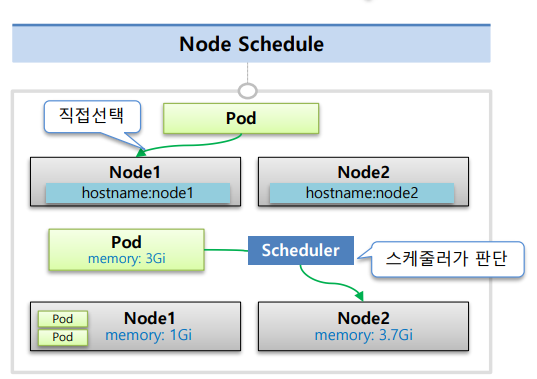 Node Schedule
직접선택
Pod
Node1
hostname:node1
Node2
hostname:node2
Pod
memory: 3Gi
Scheduler
스케줄러가 판단
Pod
Pod
Node1
memory: 1Gi
Node2
memory: 3.7Gi